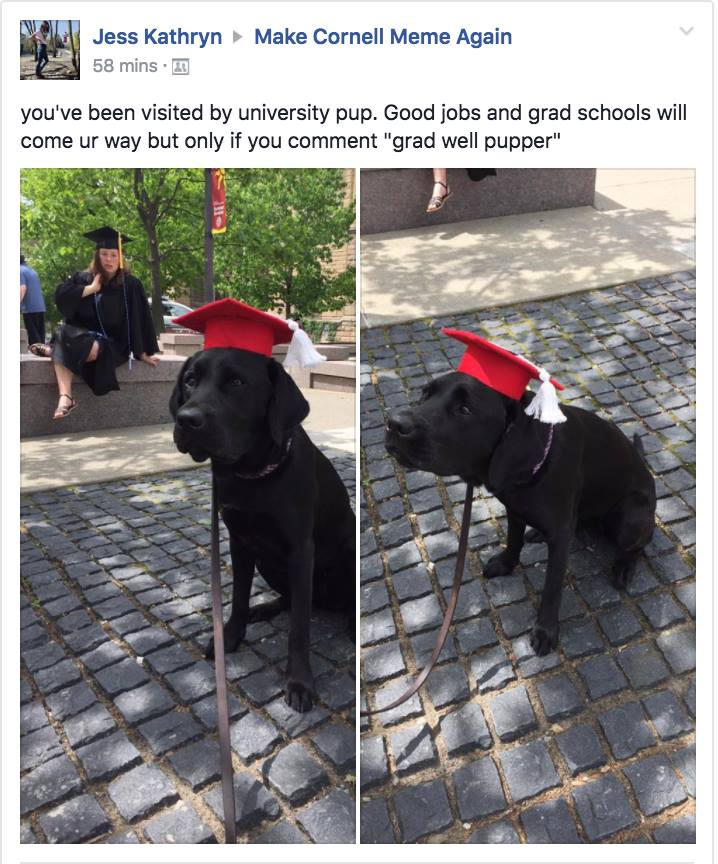 Jess Kathryn ▸ Make Cornell Meme Again
58 mins ·
you've been visited by university pup. Good jobs and grad schools will
come ur way but only if you comment "grad well pupper"